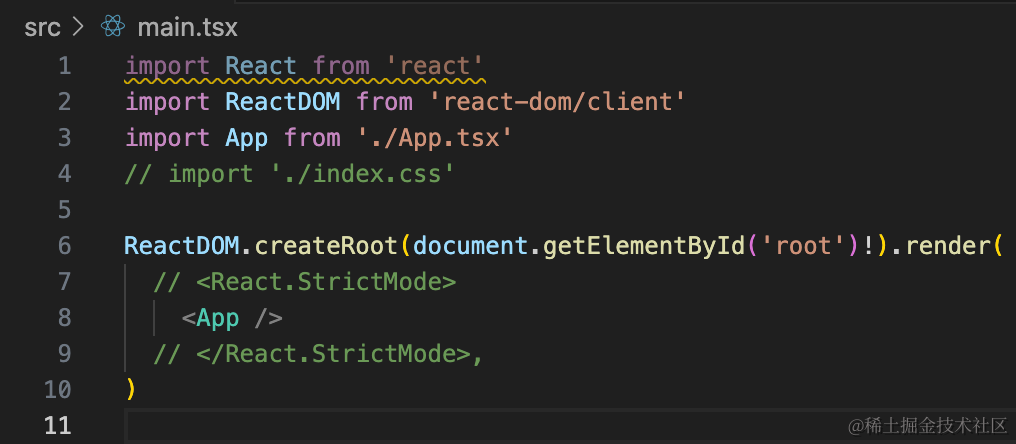 src > main.tsx
1 import React from 'react'
2 import ReactDOM from 'react-dom/client'
3 import App from './App.tsx'
4 // import './index.css'
5
6 ReactDOM.createRoot(document.getElementById('root')!).render(
7   // <React.StrictMode>
8     <App />
9   // </React.StrictMode>,
10 )
11
@稀土掘金技术社区